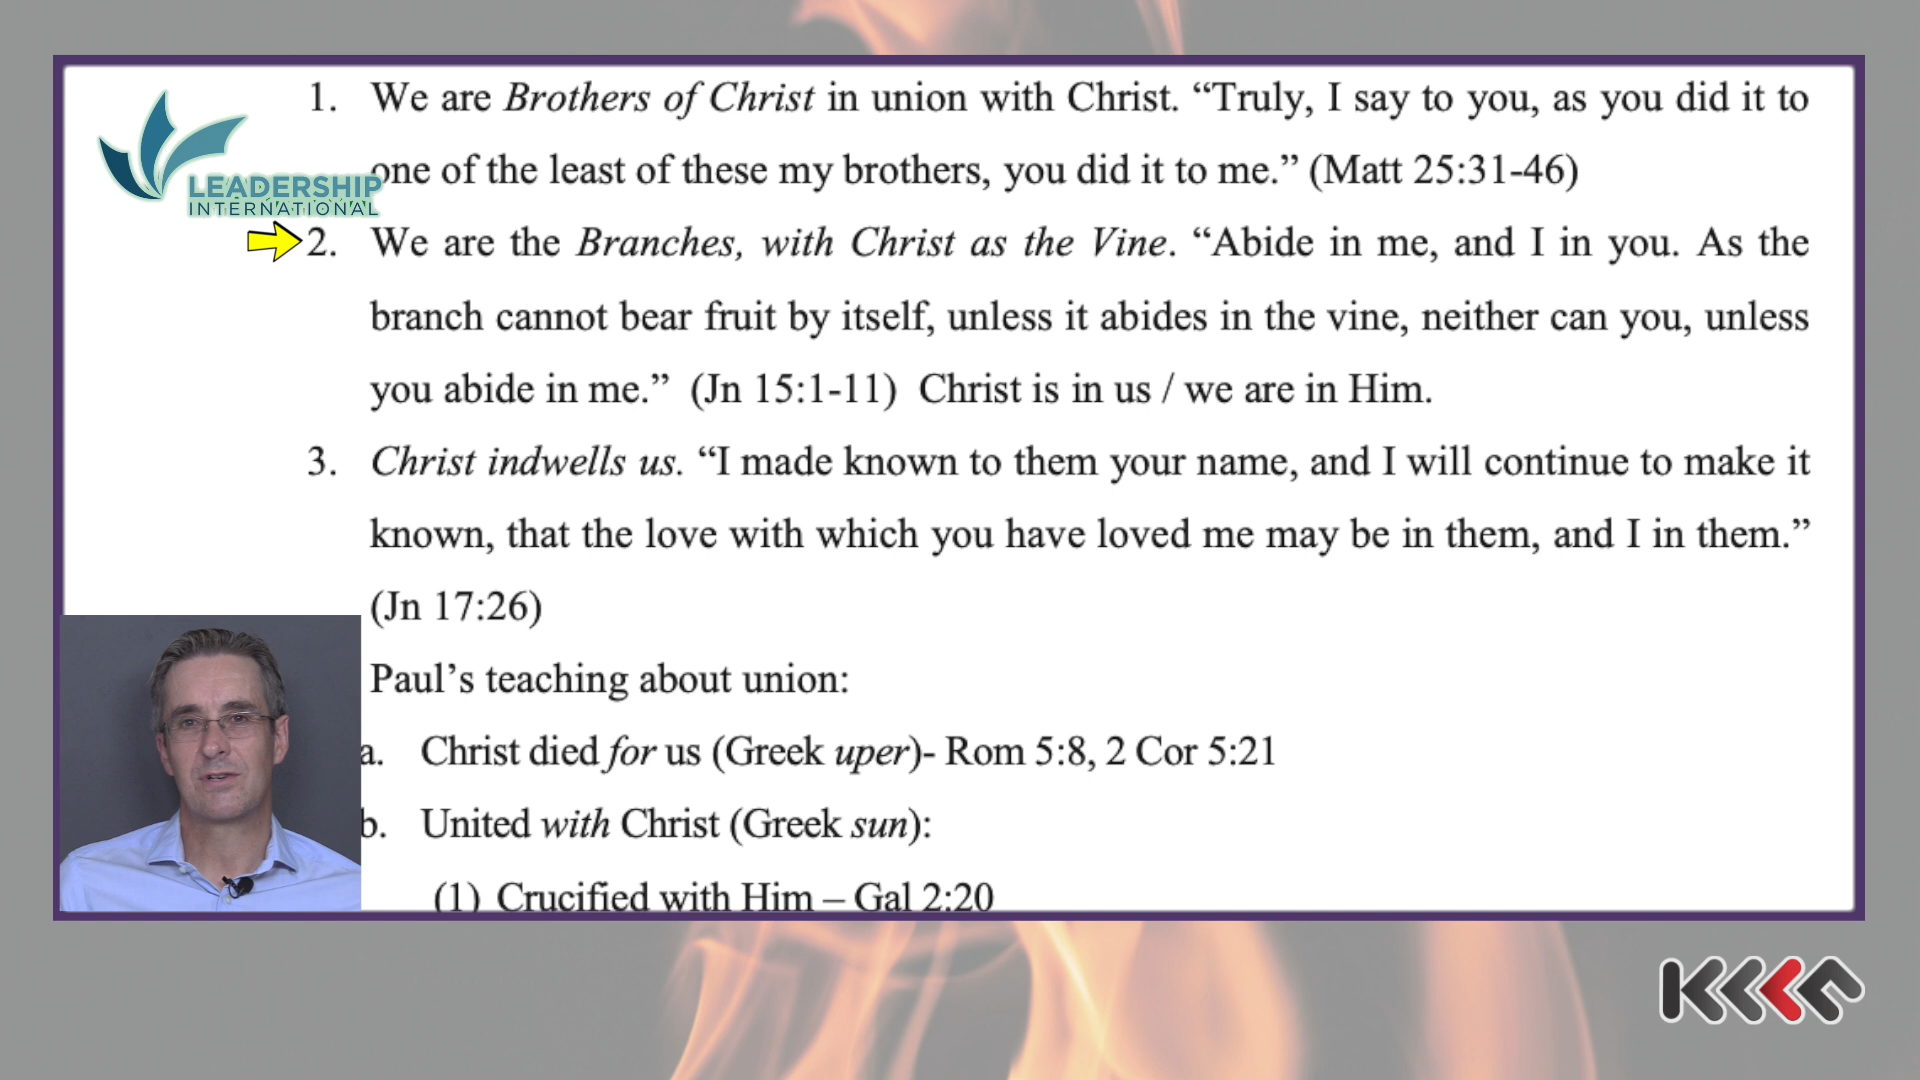 1. We are Brothers of Christ in union with Christ. “Truly, I say to you, as you did it to
one of the least of these my brothers, you did it to me.” (Matt 25:31-46)
LEADERSHIP
INTERNATIONAL
2. We are the Branches, with Christ as the Vine. “Abide in me, and I in you. As the
branch cannot bear fruit by itself, unless it abides in the vine, neither can you, unless
you abide in me.” (Jn 15:1-11) Christ is in us / we are in Him.
3. Christ indwells us. “I made known to them your name, and I will continue to make it
known, that the love with which you have loved me may be in them, and I in them.”
(Jn 17:26)
Paul’s teaching about union:
a. Christ died for us (Greek uper)- Rom 5:8, 2 Cor 5:21
b. United with Christ (Greek sun):
(1) Crucified with Him – Gal 2:20